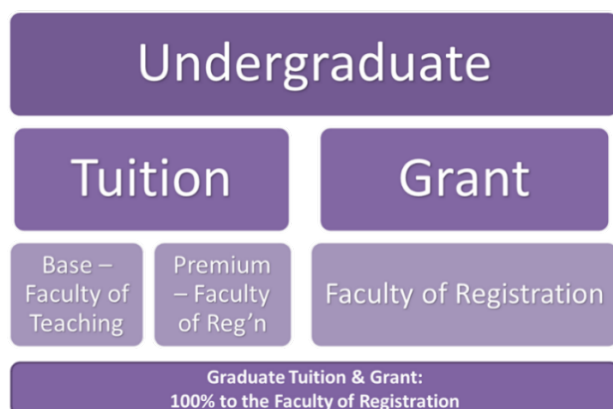 Undergraduate
Tuition
Grant
Base –
Faculty of
Teaching
Premium
– Faculty
of Reg'n
Faculty of Registration
Graduate Tuition & Grant:
100% to the Faculty of Registration